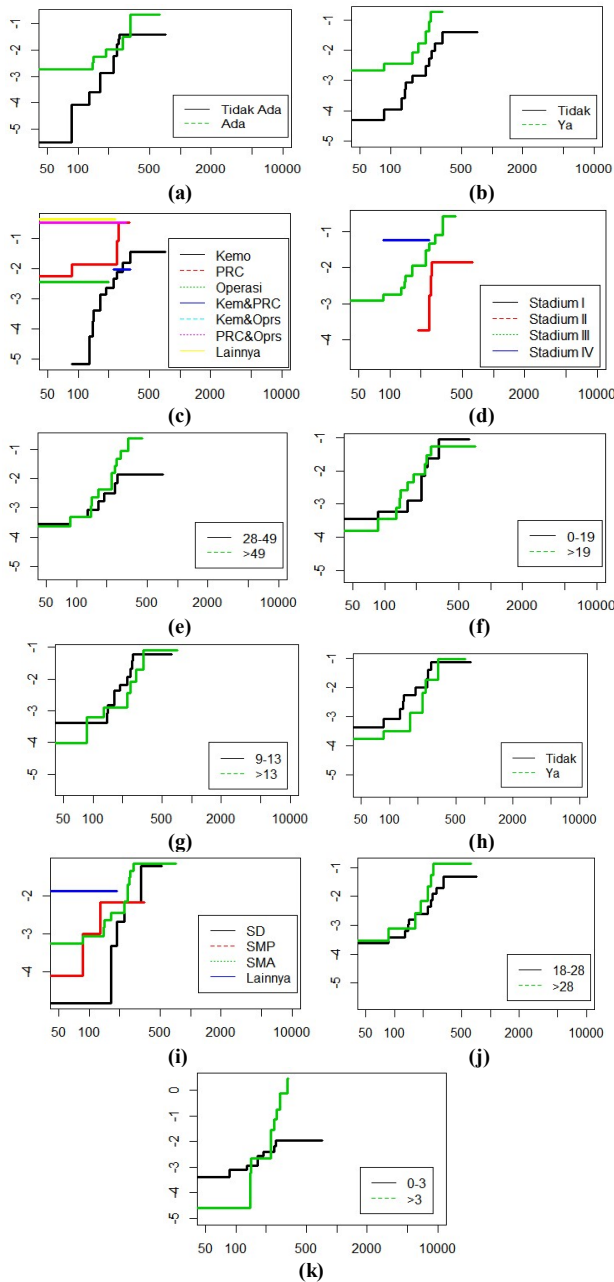 -1
-2
-3
-4
-5
Tidak Ada
Ada
50 100 500 2000 10000
(a)
-1
-2
-3
-4
-5
Tidak
Ya
50 100 500 2000 10000
(b)
-1
-2
-3
-4
-5
Kemo
PRC
Operasi
Kem&PRC
Kem&Oprs
PRC&Oprs
Lainnya
50 100 500 2000 10000
(c)
-1
-2
-3
-4
Stadium I
Stadium II
Stadium III
Stadium IV
50 100 500 2000 10000
(d)
-1
-2
-3
-4
-5
28-49
>49
50 100 500 2000 10000
(e)
-1
-2
-3
-4
-5
0-19
>19
50 100 500 2000 10000
(f)
-1
-2
-3
-4
-5
9-13
>13
50 100 500 2000 10000
(g)
-1
-2
-3
-4
-5
Tidak
Ya
50 100 500 2000 10000
(h)
-2
-3
-4
SD
SMP
SMA
Lainnya
50 100 500 2000 10000
(i)
-1
-2
-3
-4
-5
18-28
>28
50 100 500 2000 10000
(j)
0
-1
-2
-3
-4
-5
0-3
>3
50 100 500 2000 10000
(k)